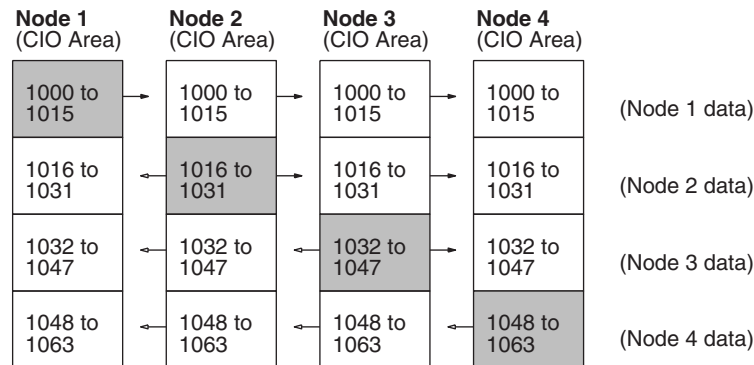 Node 1 Node 2 Node 3 Node 4
(CIO Area) (CIO Area) (CIO Area) (CIO Area)
1000 to 1000 to 1000 to 1000 to
1015 1015 1015 1015
(Node 1 data)
1016 to 1016 to 1016 to 1016 to
1031 1031 1031 1031
(Node 2 data)
1032 to 1032 to 1032 to 1032 to
1047 1047 1047 1047
(Node 3 data)
1048 to 1048 to 1048 to 1048 to
1063 1063 1063 1063
(Node 4 data)